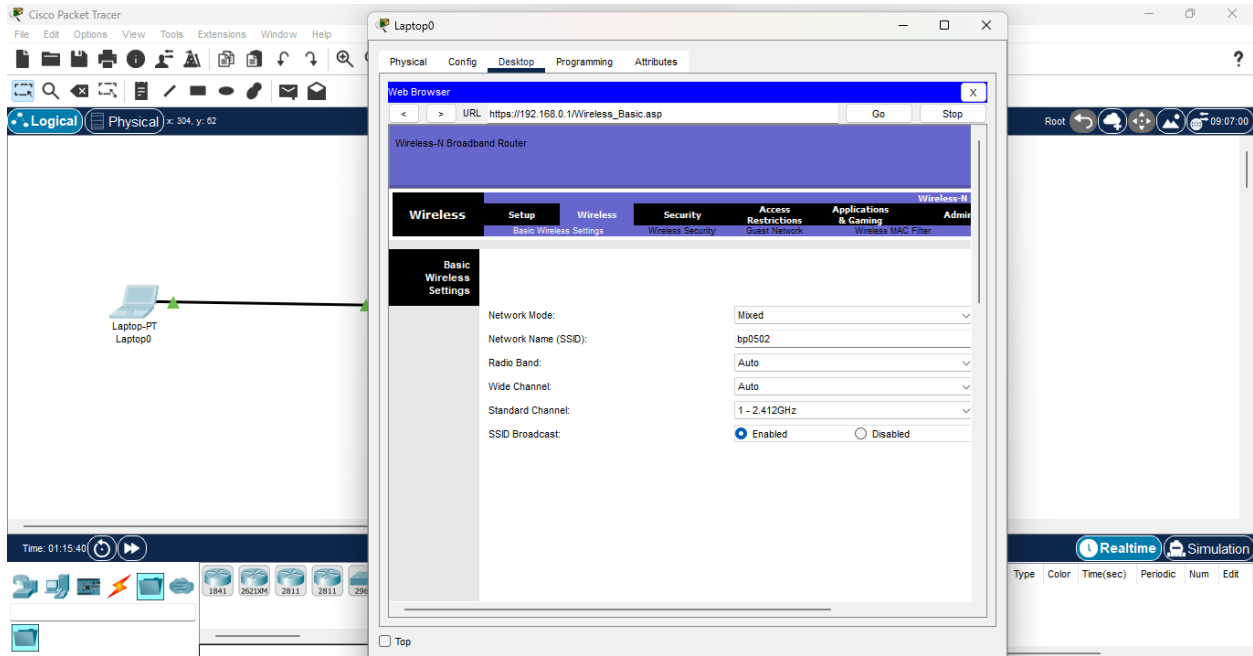 Cisco Packet Tracer
File Edit Options View Tools Extensions Window Help
?
Logical Physical x: 304, y: 62
Root 09:07:00
Laptop-PT
Laptop0
Laptop0
Physical Config Desktop Programming Attributes
Web Browser X
< > URL https://192.168.0.1/Wireless_Basic.asp Go Stop
Wireless-N Broadband Router
Wireless-N
Wireless Setup Wireless Security Access Restrictions Applications & Gaming Admin
Basic Wireless Settings Wireless Security Guest Network Wireless MAC Filter
Basic
Wireless
Settings
Network Mode: Mixed
Network Name (SSID): bp0502
Radio Band: Auto
Wide Channel: Auto
Standard Channel: 1 - 2.412GHz
SSID Broadcast: Enabled Disabled
Top
Time: 01:15:40
Realtime Simulation
1841 2621XM 2811 2811 296
Type Color Time(sec) Periodic Num Edit